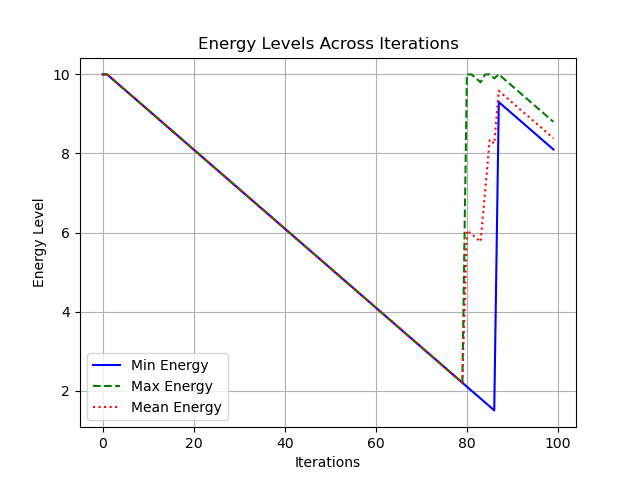 Energy Levels Across Iterations
10
8
6
4
2
Energy Level
Min Energy
Max Energy
Mean Energy
0 20 40 60 80 100
Iterations